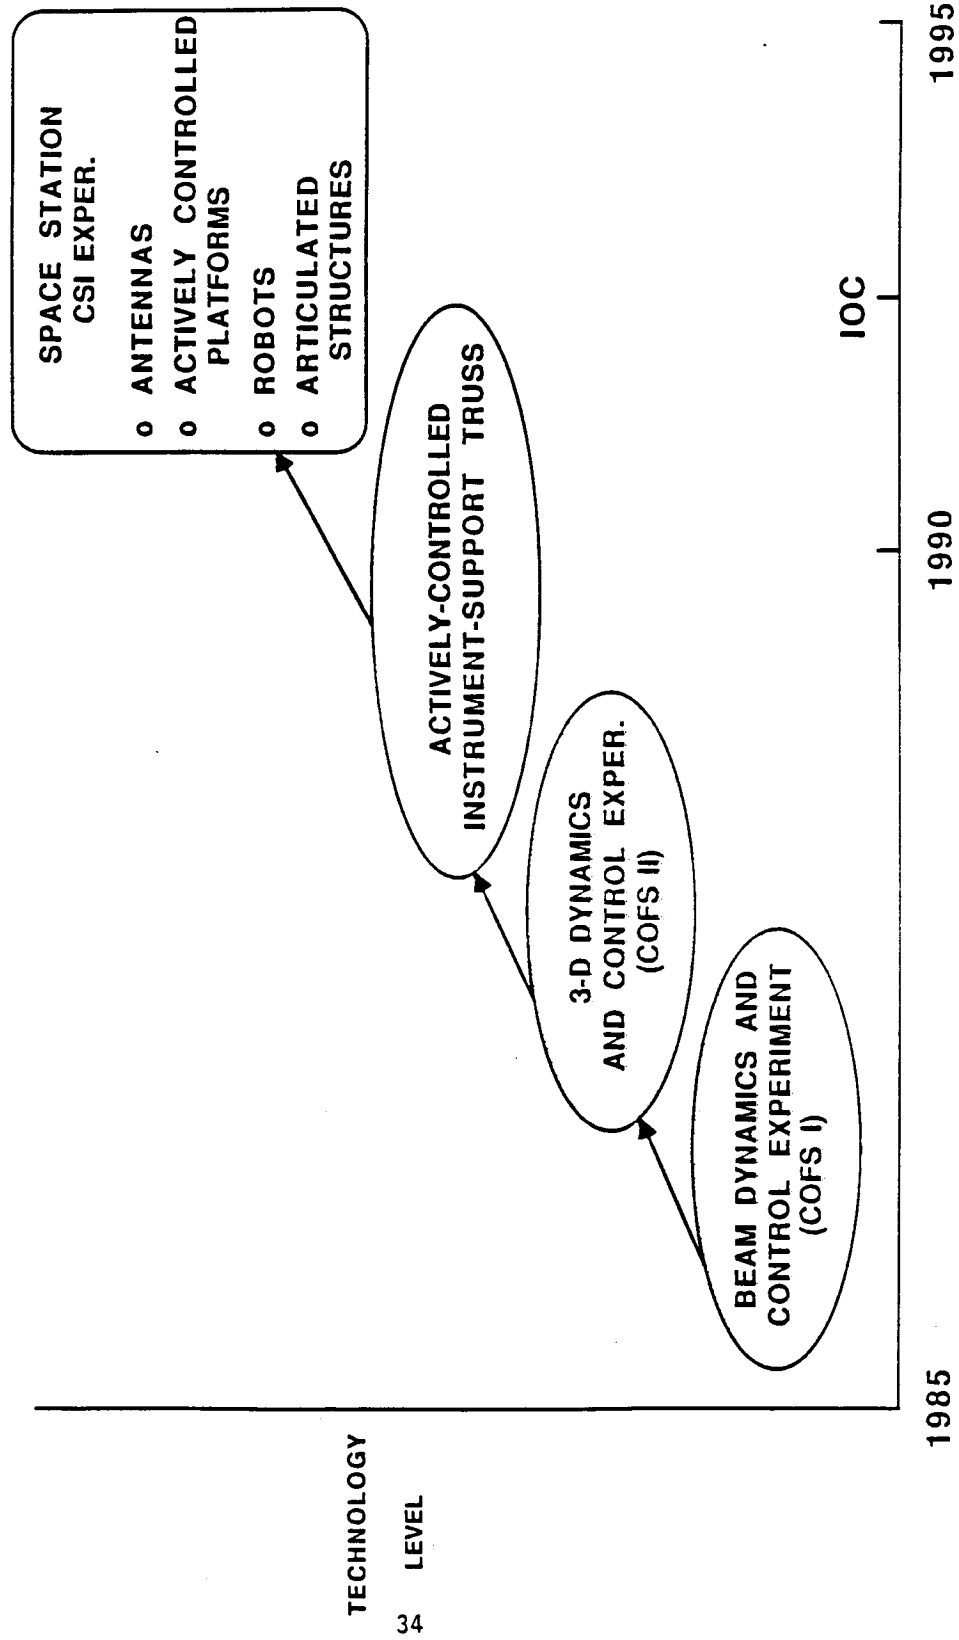 SPACE STATION
CSI EXPER.
o ANTENNAS
o ACTIVELY CONTROLLED
PLATFORMS
o ROBOTS
o ARTICULATED
STRUCTURES
ACTIVELY-CONTROLLED
INSTRUMENT-SUPPORT TRUSS
3-D DYNAMICS
AND CONTROL EXPER.
(COFS II)
BEAM DYNAMICS AND
CONTROL EXPERIMENT
(COFS I)
TECHNOLOGY
LEVEL
IOC
1985
1990
1995
34